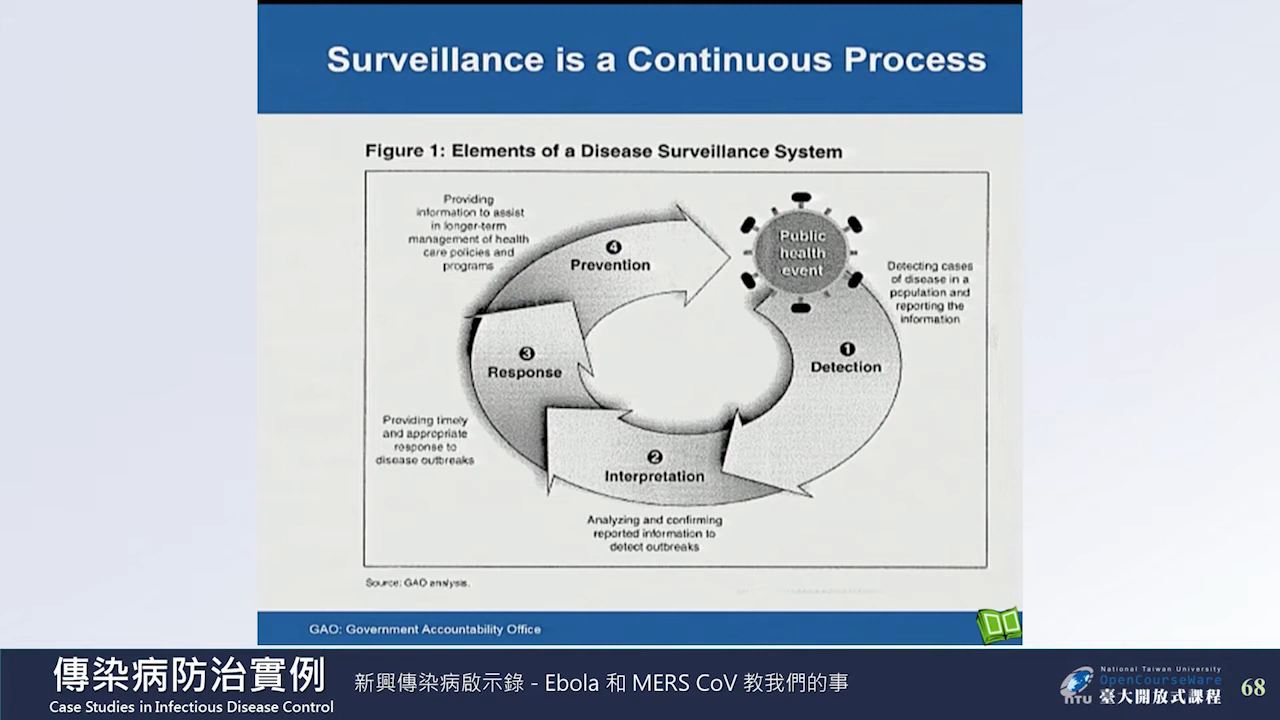 Surveillance is a Continuous Process
Figure 1: Elements of a Disease Surveillance System
Providing
information to assist
in longer-term
management of health
care policies and
programs
4
Prevention
Public
health
event
Detecting cases
of disease in a
population and
reporting the
information
1
Detection
3
Response
Providing timely
and appropriate
response to
disease outbreaks
2
Interpretation
Analyzing and confirming
reported information to
detect outbreaks
Source: GAO analysis.
GAO: Government Accountability Office
傳染病防治實例
Case Studies in Infectious Disease Control
新興傳染病啟示錄 - Ebola 和 MERS CoV 教我們的事
NTU
National Taiwan University
OpenCourseWare
臺大開放式課程
68